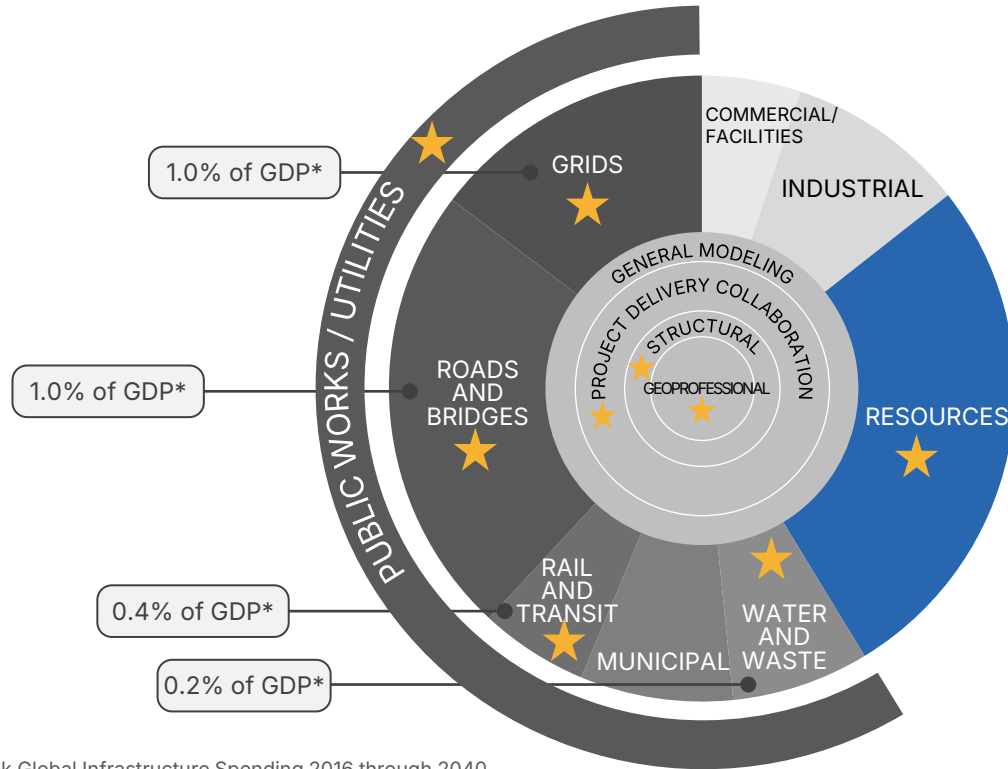 COMMERCIAL/
FACILITIES
1.0% of GDP*
GRIDS
INDUSTRIAL
PUBLIC WORKS / UTILITIES
GENERAL MODELING
PROJECT DELIVERY COLLABORATION
STRUCTURAL
GEOPROFESSIONAL
1.0% of GDP*
ROADS
AND
BRIDGES
RESOURCES
RAIL
AND
TRANSIT
0.4% of GDP*
WATER
AND
WASTE
MUNICIPAL
0.2% of GDP*
Global Infrastructure Spending 2016 through 2040